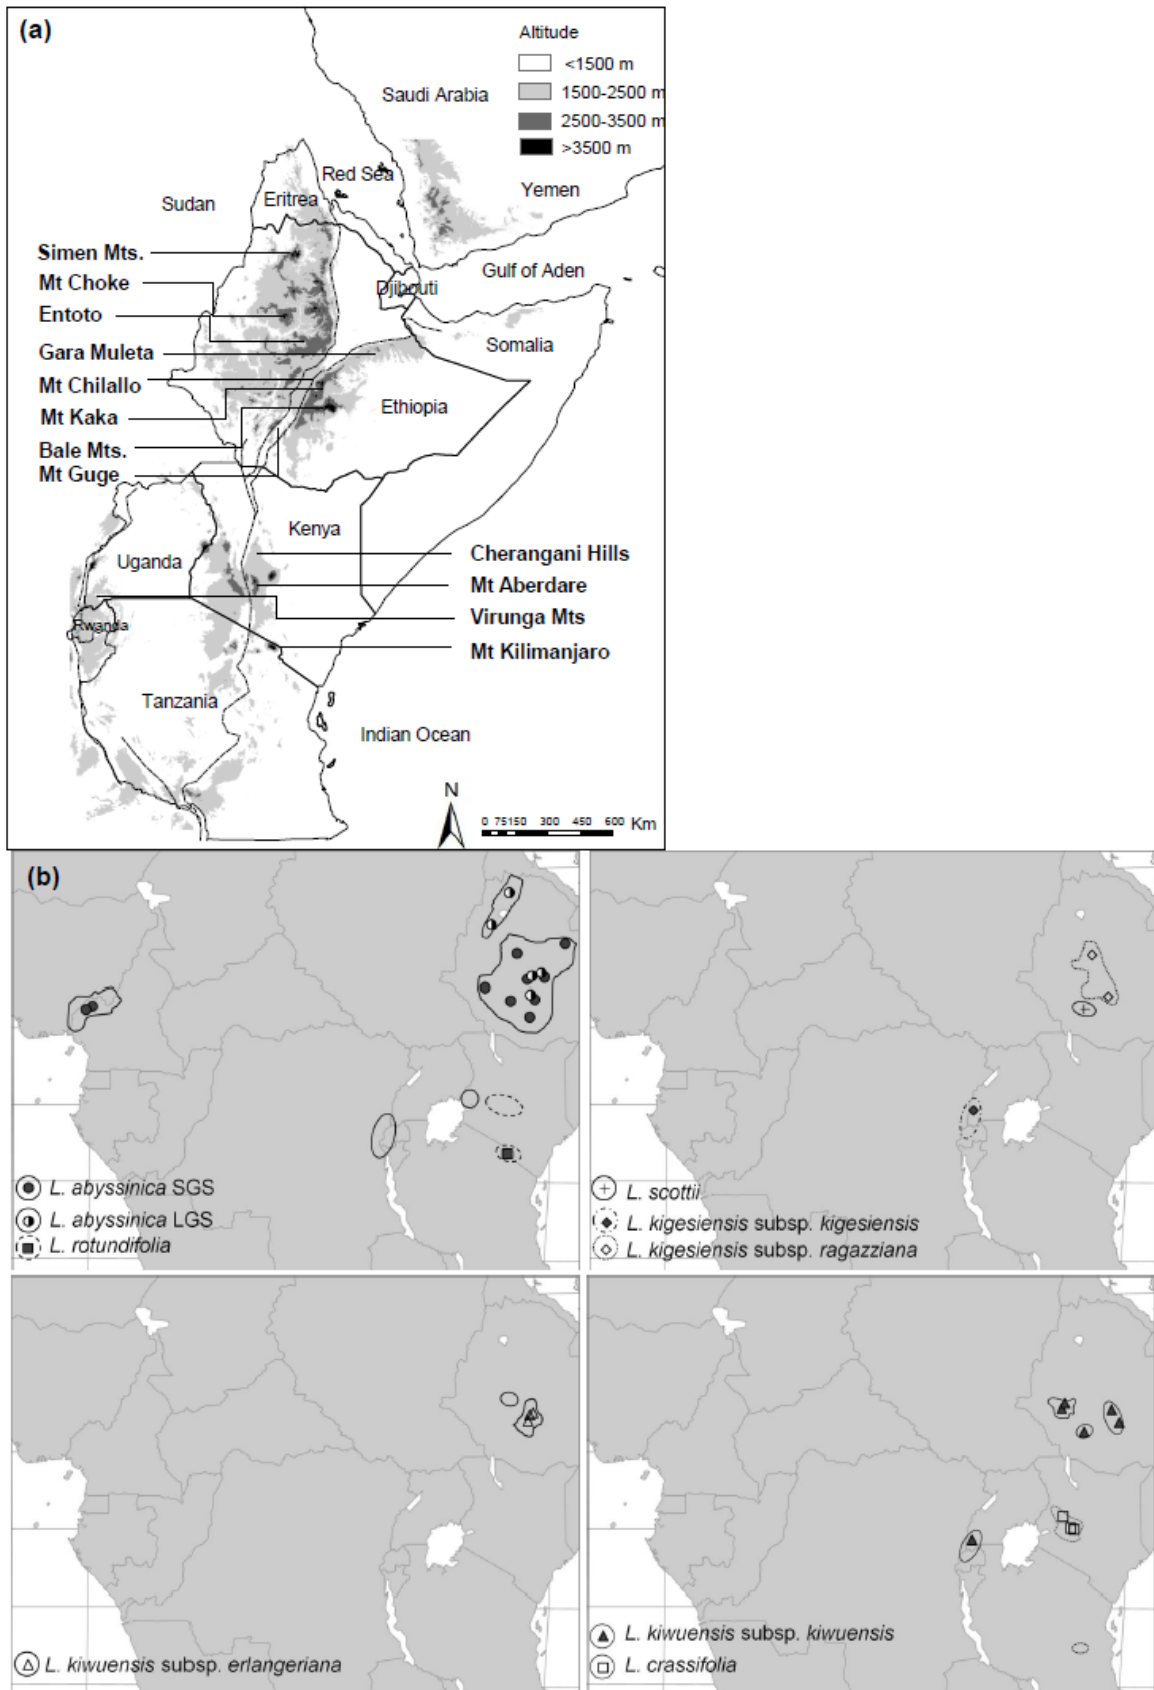 (a)
Altitude
<1500 m
1500-2500 m
2500-3500 m
>3500 m
Saudi Arabia
Red Sea
Yemen
Sudan
Eritrea
Simen Mts.
Gulf of Aden
Mt Choke
Djibouti
Entoto
Somalia
Gara Muleta
Mt Chilallo
Ethiopia
Mt Kaka
Bale Mts.
Mt Guge
Kenya
Uganda
Cherangani Hills
Mt Aberdare
Virunga Mts
Rwanda
Mt Kilimanjaro
Tanzania
Indian Ocean
N
0 75 150 300 450 600 Km
(b)
L. abyssinica SGS
L. abyssinica LGS
L. rotundifolia
L. scottii
L. kigesiensis subsp. kigesiensis
L. kigesiensis subsp. ragazziana
L. kiwuensis subsp. erlangeriana
L. kiwuensis subsp. kiwuensis
L. crassifolia